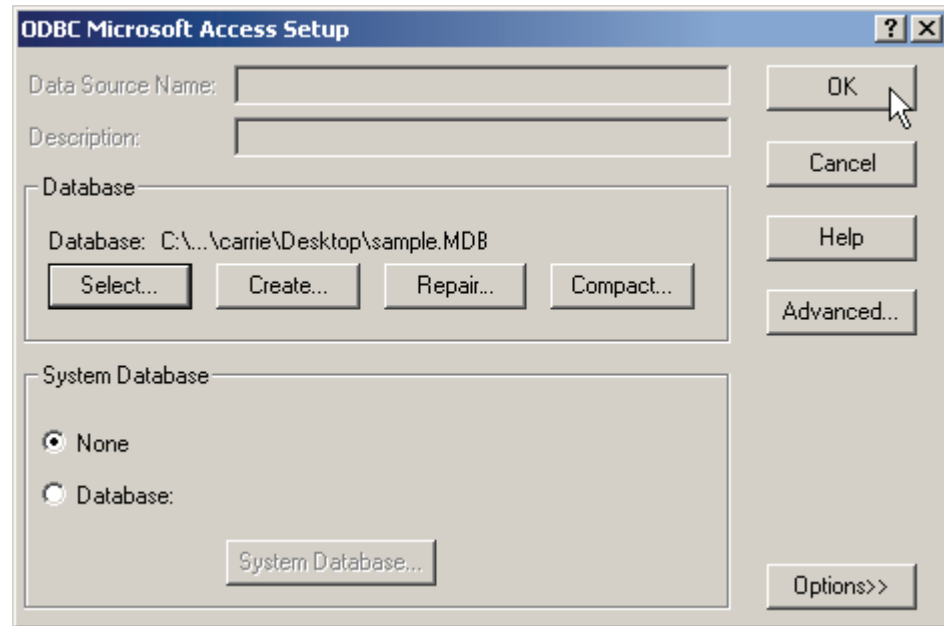 ODBC Microsoft Access Setup
Data Source Name:
OK
Description:
Cancel
Database
Database: C:\...\carrie\Desktop\sample.MDB
Help
Select...
Create...
Repair...
Compact...
Advanced...
System Database
None
Database:
System Database...
Options>>